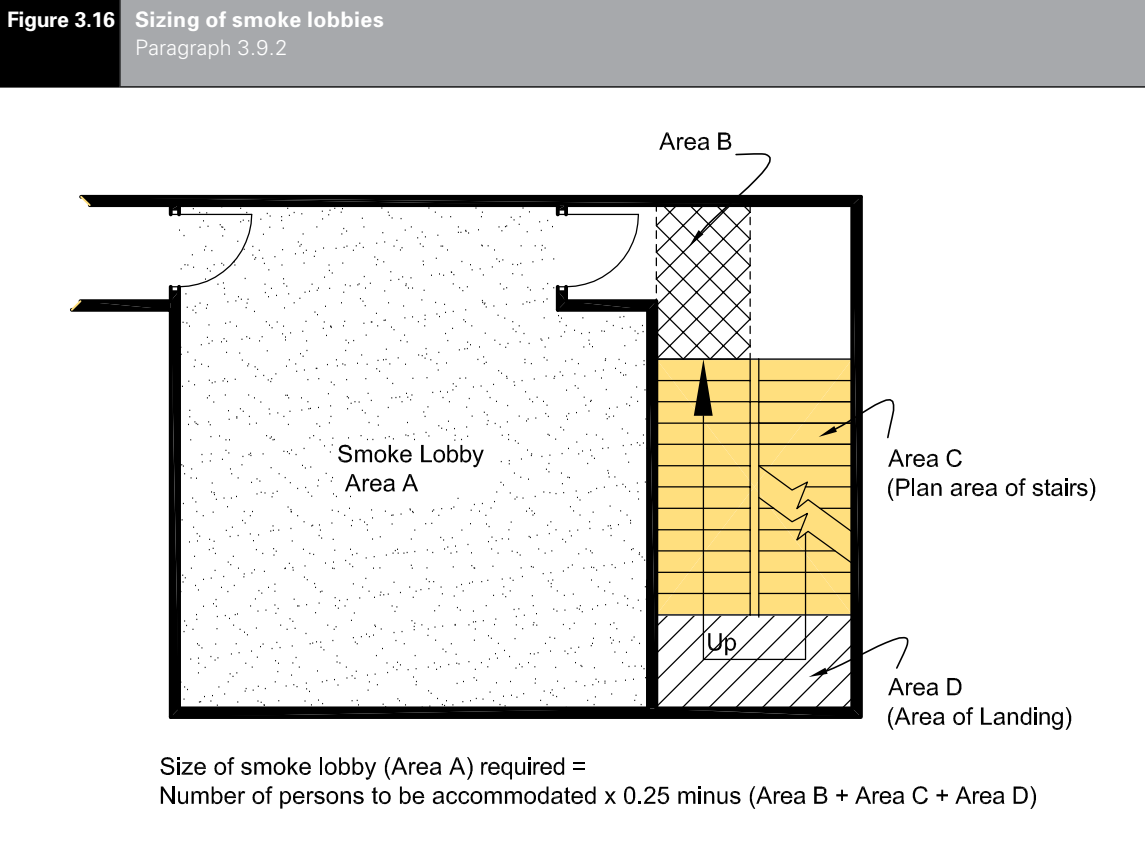 Figure 3.16 Sizing of smoke lobbies
Paragraph 3.9.2
Area B
Smoke Lobby
Area A
Area C
(Plan area of stairs)
Up
Area D
(Area of Landing)
Size of smoke lobby (Area A) required =
Number of persons to be accommodated x 0.25 minus (Area B + Area C + Area D)